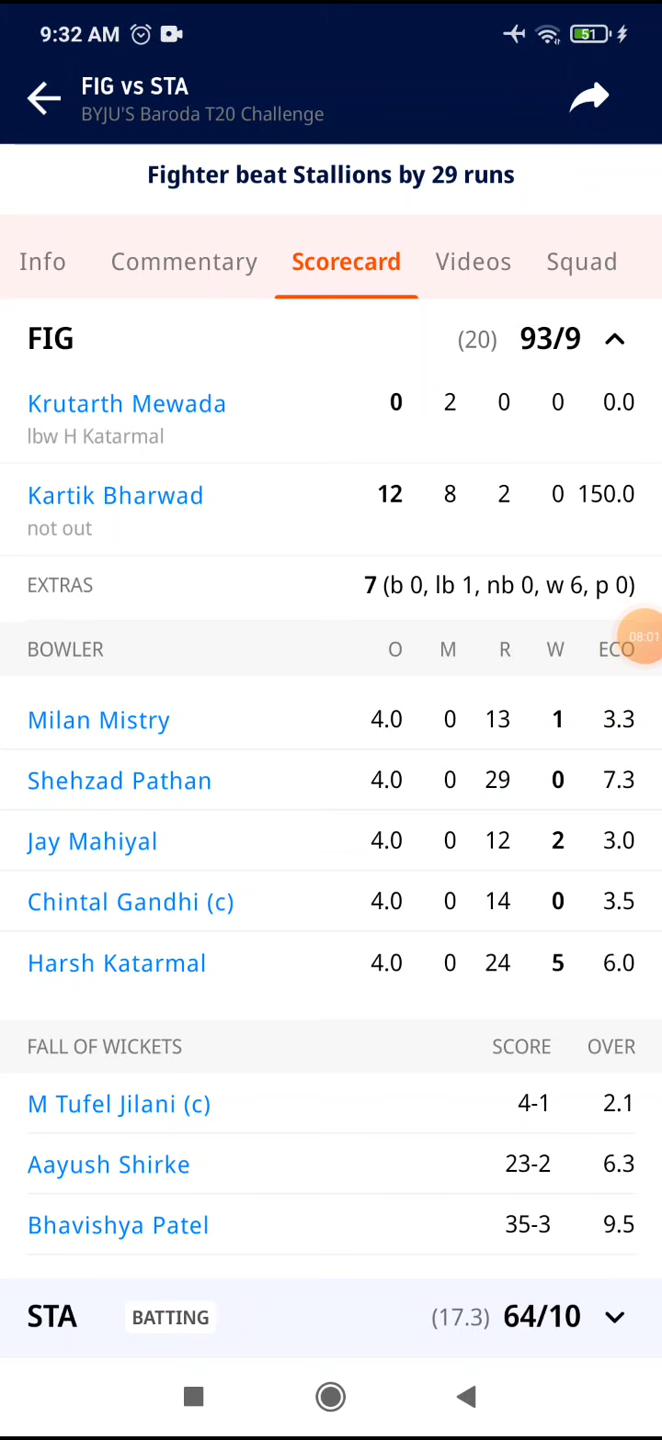 9:32 AM 51
FIG vs STA
BYJU'S Baroda T20 Challenge
Fighter beat Stallions by 29 runs
Info Commentary Scorecard Videos Squad
FIG (20) 93/9
Krutarth Mewada 0 2 0 0 0.0
lbw H Katarmal
Kartik Bharwad 12 8 2 0 150.0
not out
EXTRAS 7 (b 0, lb 1, nb 0, w 6, p 0)
08:01
BOWLER O M R W ECO
Milan Mistry 4.0 0 13 1 3.3
Shehzad Pathan 4.0 0 29 0 7.3
Jay Mahiyal 4.0 0 12 2 3.0
Chintal Gandhi (c) 4.0 0 14 0 3.5
Harsh Katarmal 4.0 0 24 5 6.0
FALL OF WICKETS SCORE OVER
M Tufel Jilani (c) 4-1 2.1
Aayush Shirke 23-2 6.3
Bhavishya Patel 35-3 9.5
STA BATTING (17.3) 64/10